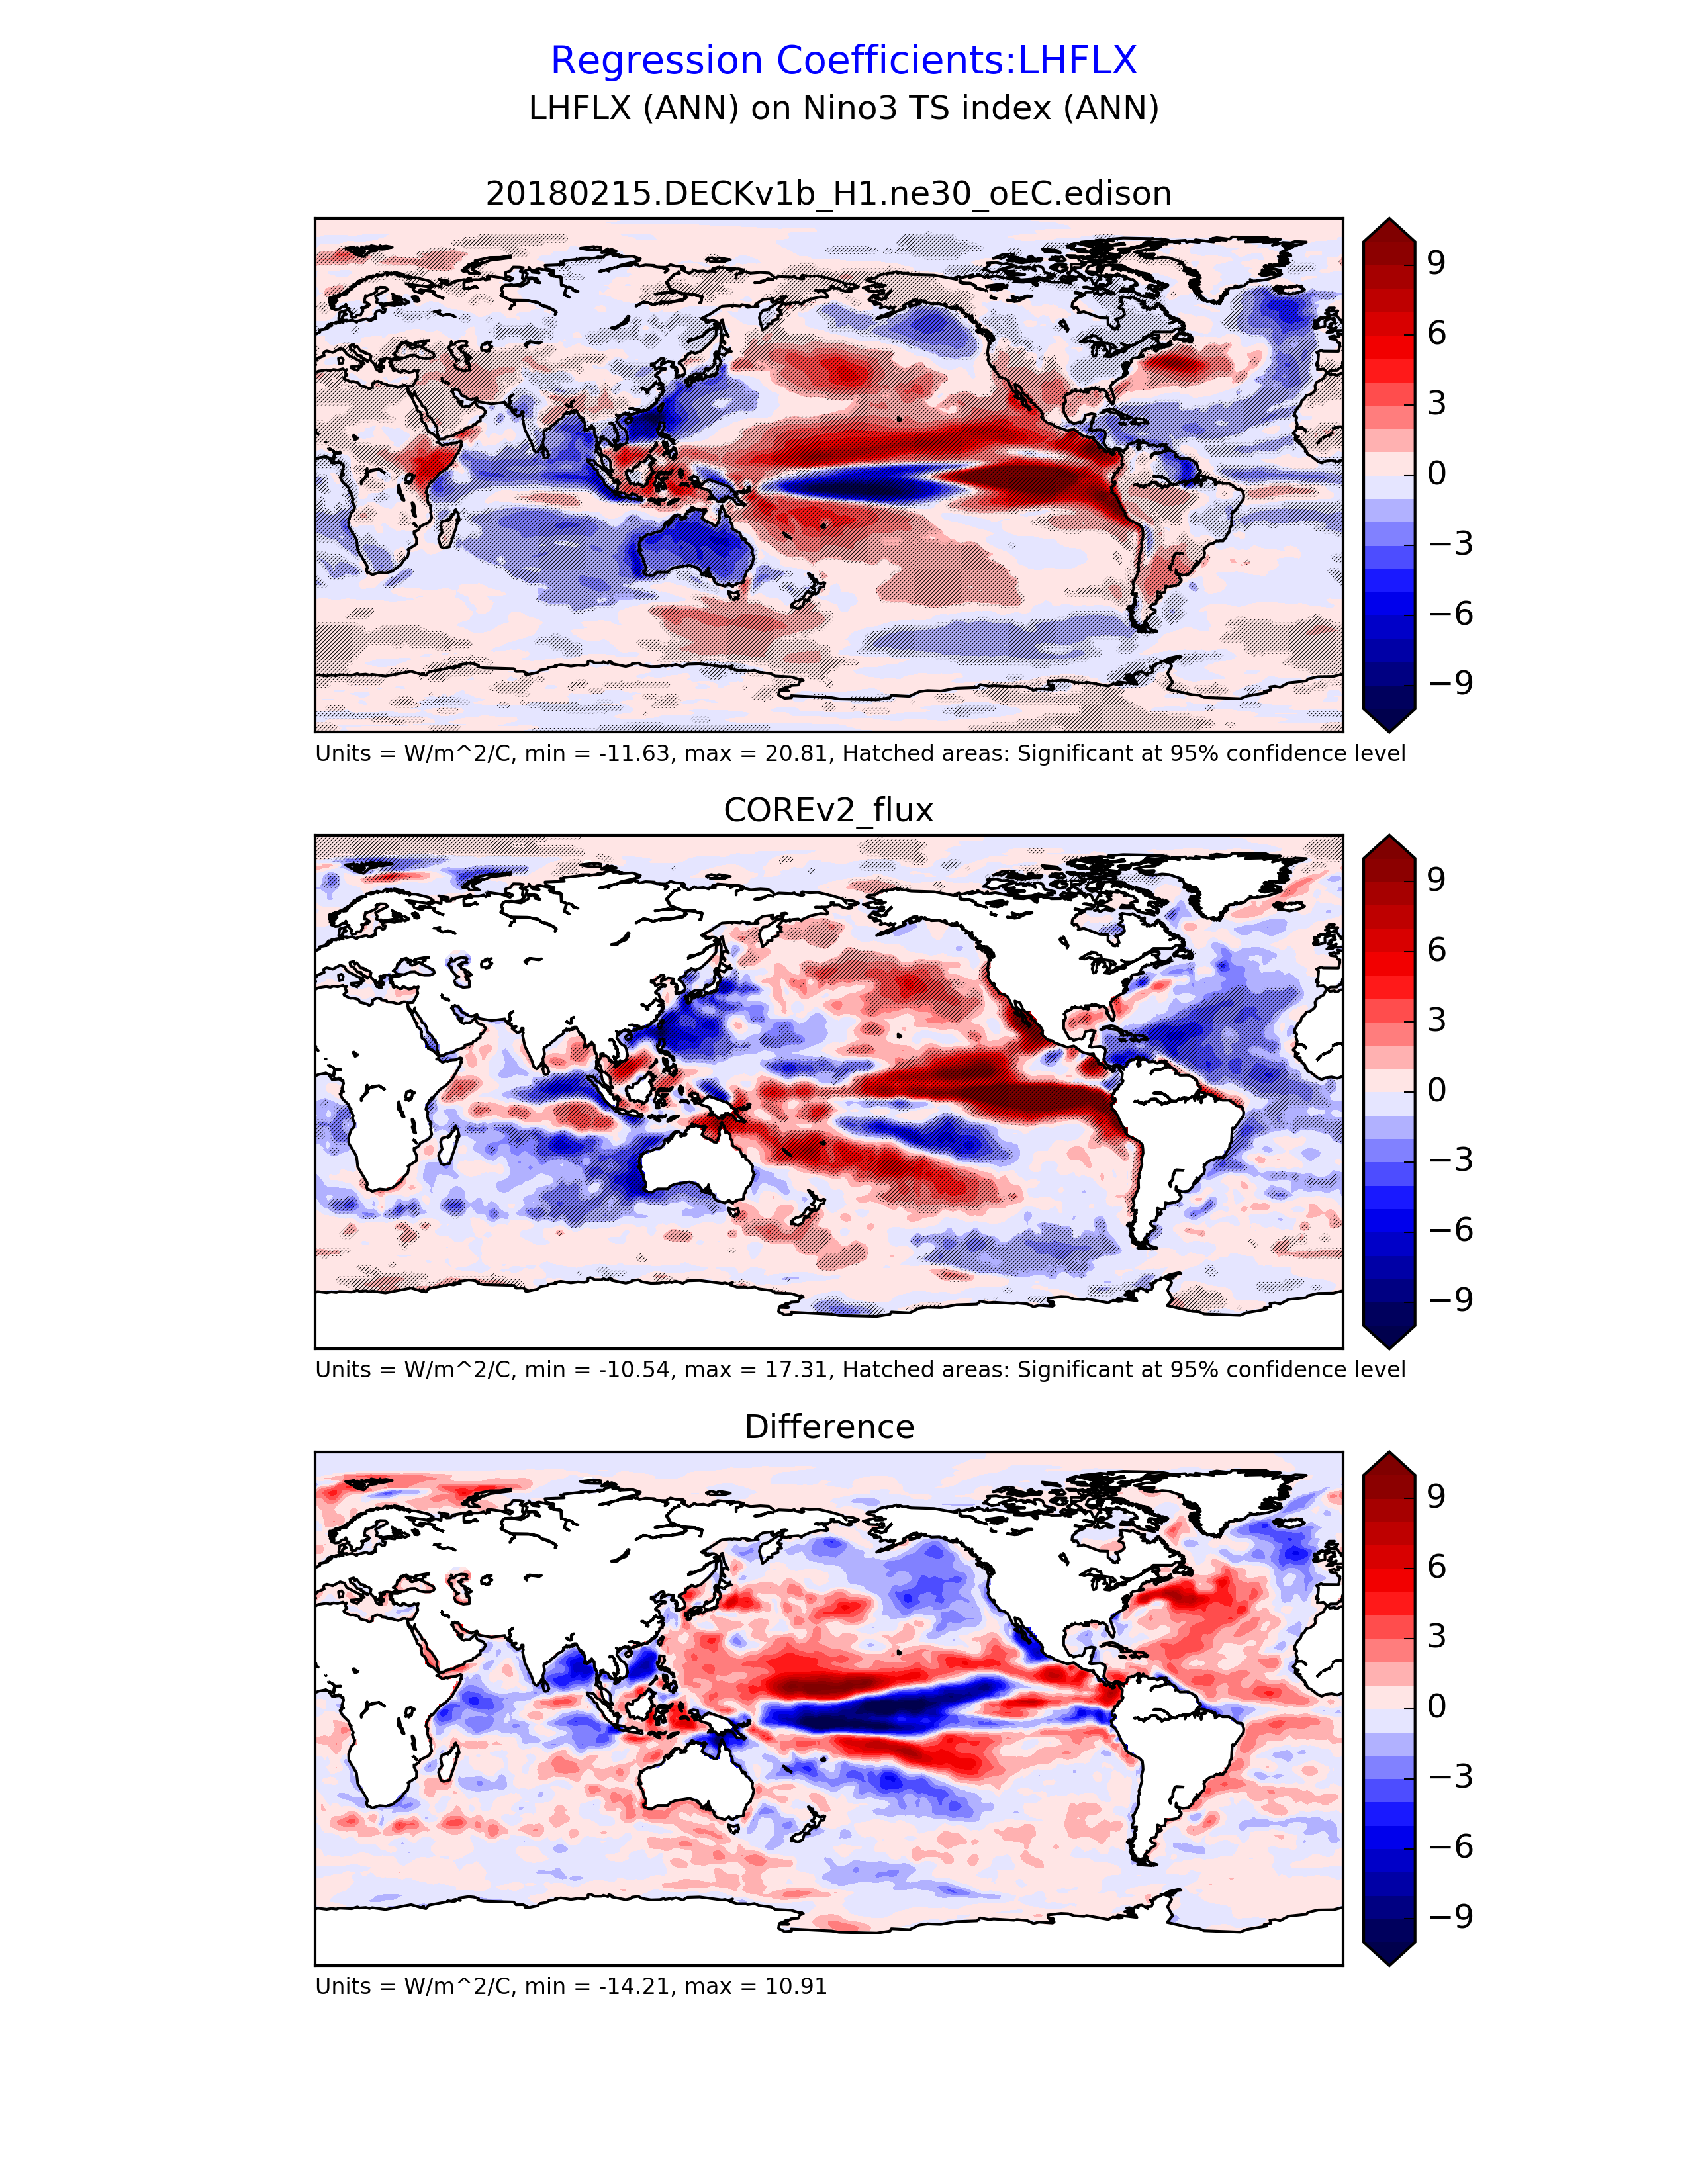 Regression Coefficients:LHFLX
LHFLX (ANN) on Nino3 TS index (ANN)
20180215.DECKv1b_H1.ne30_oEC.edison
9
6
3
0
−3
−6
−9
Units = W/m^2/C, min = -11.63, max = 20.81, Hatched areas: Significant at 95% confidence level
COREv2_flux
9
6
3
0
−3
−6
−9
Units = W/m^2/C, min = -10.54, max = 17.31, Hatched areas: Significant at 95% confidence level
Difference
9
6
3
0
−3
−6
−9
Units = W/m^2/C, min = -14.21, max = 10.91